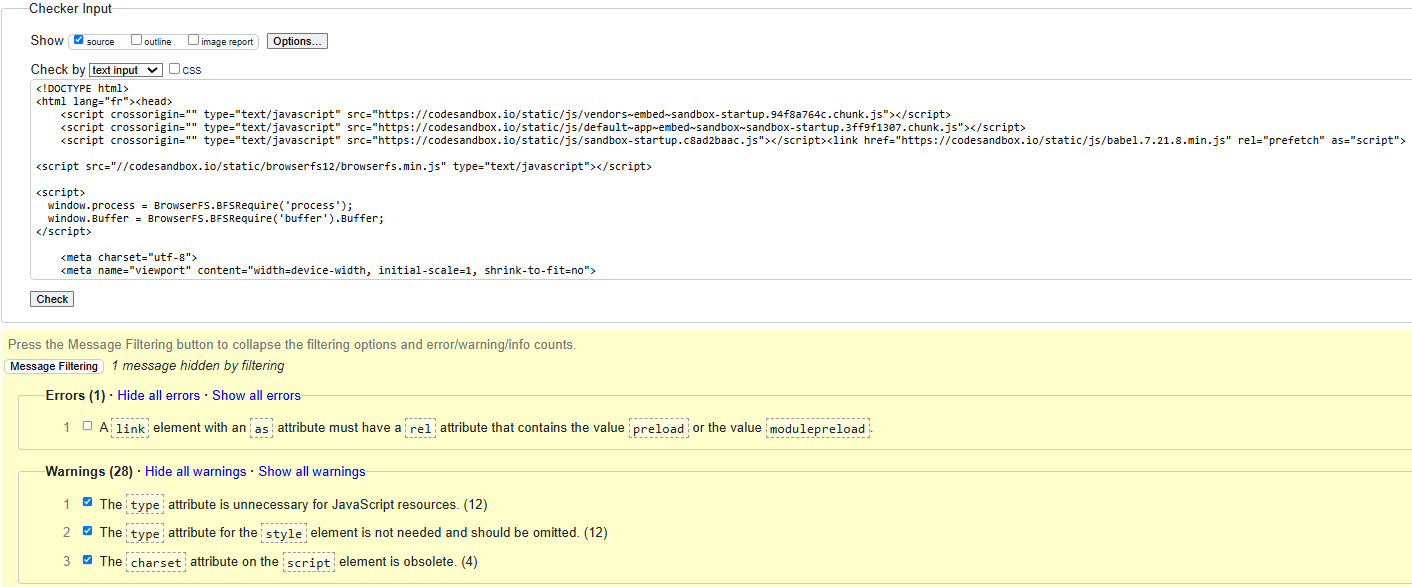 Checker Input
Show source outline image report Options...
Check by text input css
<!DOCTYPE html>
<html lang="fr"><head>
    <script crossorigin="" type="text/javascript" src="https://codesandbox.io/static/js/vendors~embed~sandbox-startup.94f8a764c.chunk.js"></script>
    <script crossorigin="" type="text/javascript" src="https://codesandbox.io/static/js/default~app~embed~sandbox~sandbox-startup.3ff9f1307.chunk.js"></script>
    <script crossorigin="" type="text/javascript" src="https://codesandbox.io/static/js/sandbox-startup.c8ad2baac.js"></script><link href="https://codesandbox.io/static/js/babel.7.21.8.min.js" rel="prefetch" as="script">
<script src="//codesandbox.io/static/browserfs12/browserfs.min.js" type="text/javascript"></script>
<script>
  window.process = BrowserFS.BFSRequire('process');
  window.Buffer = BrowserFS.BFSRequire('buffer').Buffer;
</script>
    <meta charset="utf-8">
    <meta name="viewport" content="width=device-width, initial-scale=1, shrink-to-fit=no">
Check
Press the Message Filtering button to collapse the filtering options and error/warning/info counts.
Message Filtering 1 message hidden by filtering
Errors (1) · Hide all errors · Show all errors
1 A link element with an as attribute must have a rel attribute that contains the value preload or the value modulepreload.
Warnings (28) · Hide all warnings · Show all warnings
1 The type attribute is unnecessary for JavaScript resources. (12)
2 The type attribute for the style element is not needed and should be omitted. (12)
3 The charset attribute on the script element is obsolete. (4)